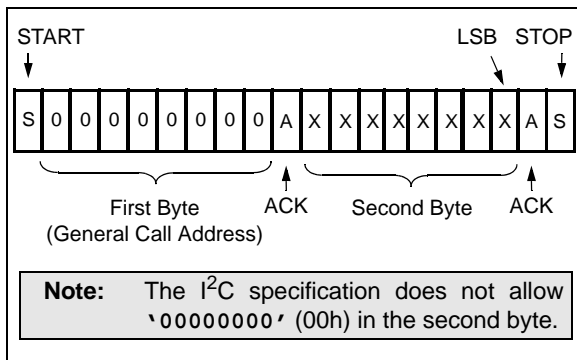 START LSB STOP
S 0 0 0 0 0 0 0 0 A X X X X X X X X A S
First Byte ACK Second Byte ACK
(General Call Address)
Note: The I²C specification does not allow
‘00000000’ (00h) in the second byte.